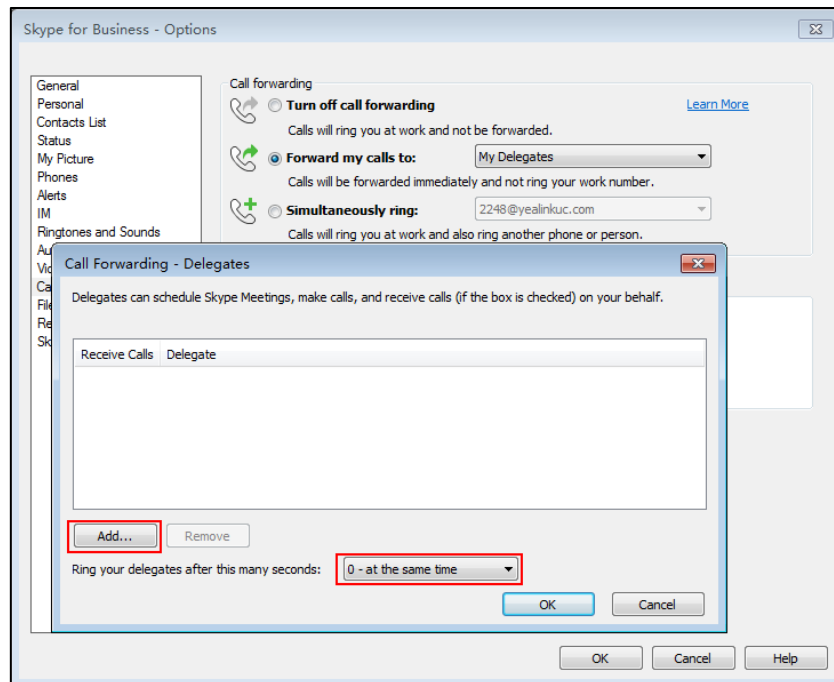 Skype for Business - Options
General
Personal
Contacts List
Status
My Picture
Phones
Alerts
IM
Ringtones and Sounds
Call forwarding
Turn off call forwarding
Learn More
Calls will ring you at work and not be forwarded.
Forward my calls to:
My Delegates
Calls will be forwarded immediately and not ring your work number.
Simultaneously ring:
2248@yealinkuc.com
Calls will ring you at work and also ring another phone or person.
Call Forwarding - Delegates
Delegates can schedule Skype Meetings, make calls, and receive calls (if the box is checked) on your behalf.
Receive Calls Delegate
Add... Remove
Ring your delegates after this many seconds: 0 - at the same time
OK Cancel
OK Cancel Help